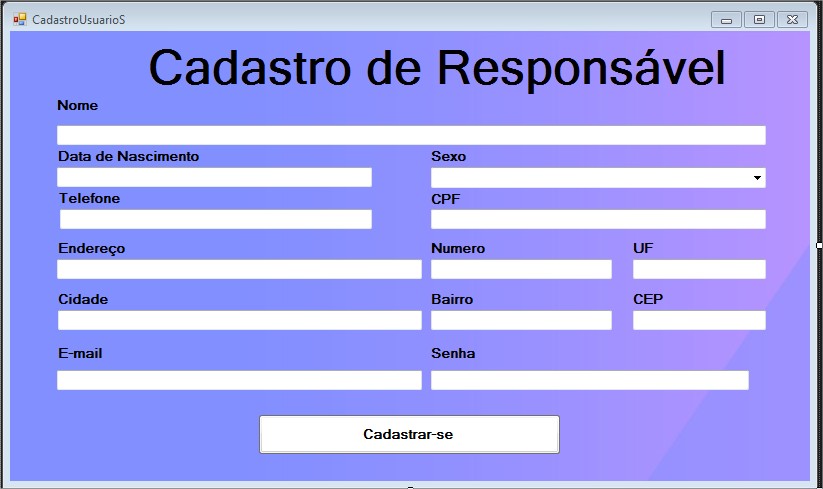 CadastroUsuarioS
Cadastro de Responsável
Nome
Data de Nascimento
Sexo
Telefone
CPF
Endereço
Numero
UF
Cidade
Bairro
CEP
E-mail
Senha
Cadastrar-se